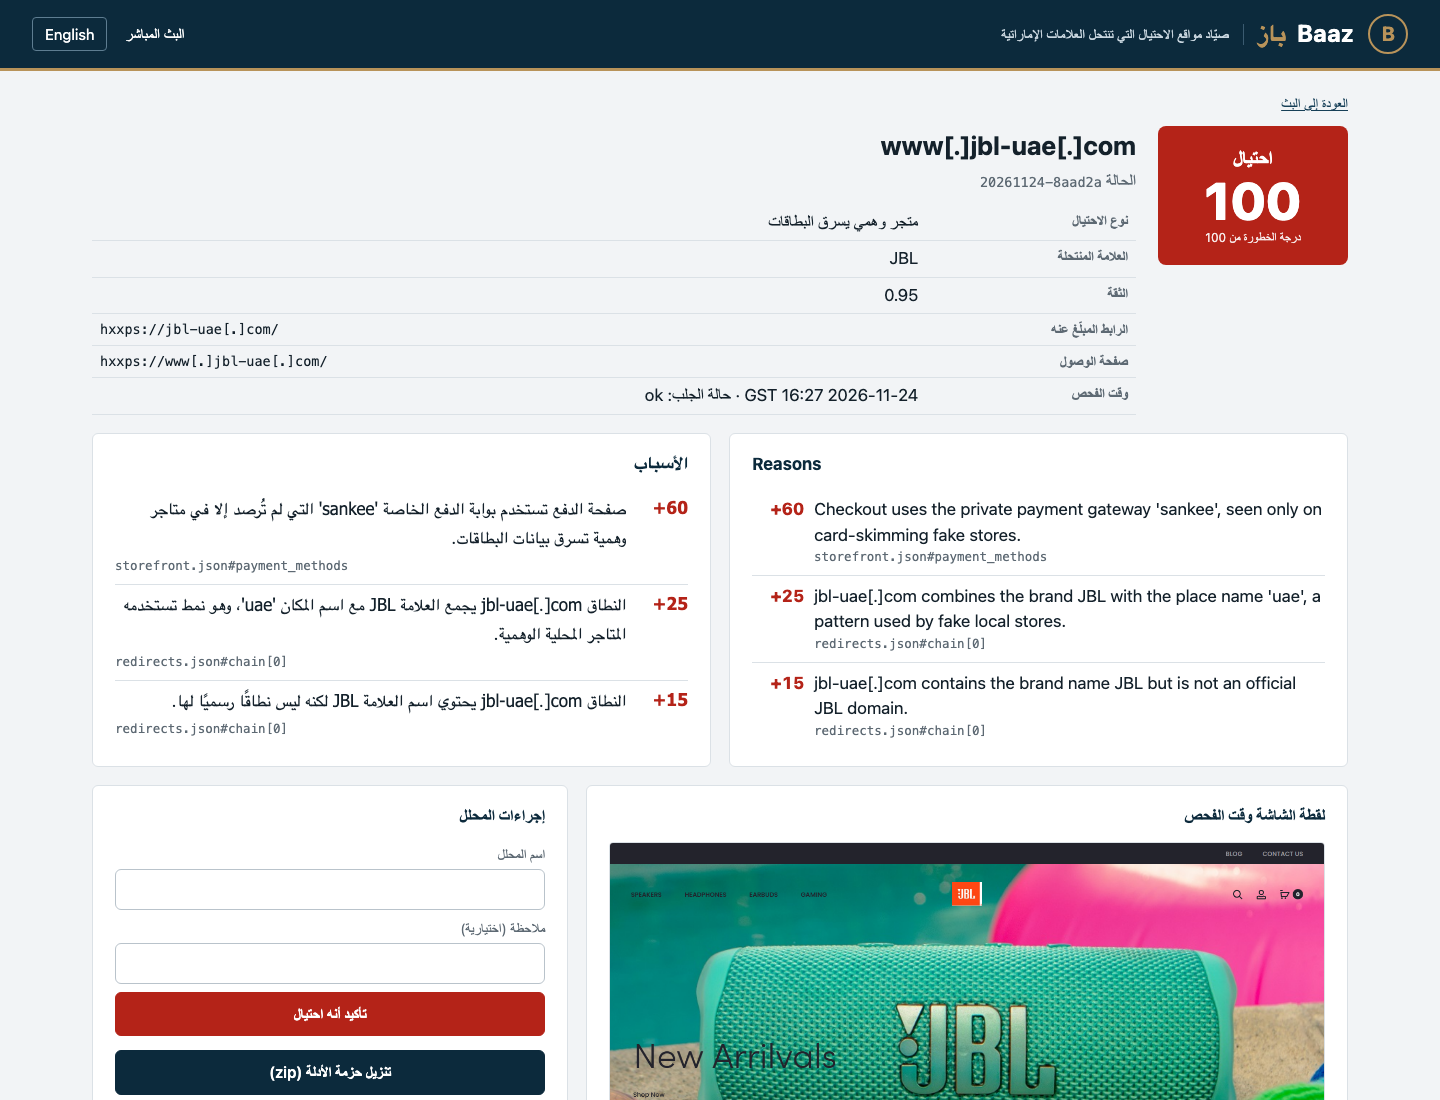 B
Baaz باز
صيّاد مواقع الاحتيال التي تنتحل العلامات الإماراتية
البث المباشر
English
العودة إلى البث
احتيال
100
درجة الخطورة من 100
www[.]jbl-uae[.]com
الحالة 20261124-8aad2a
نوع الاحتيال متجر وهمي يسرق البطاقات
العلامة المنتحلة JBL
الثقة 0.95
الرابط المبلّغ عنه hxxps://jbl-uae[.]com/
صفحة الوصول hxxps://www[.]jbl-uae[.]com/
وقت الفحص 2026-11-24 16:27 GST · حالة الجلب: ok
Reasons
+60 Checkout uses the private payment gateway 'sankee', seen only on
card-skimming fake stores.
storefront.json#payment_methods
+25 jbl-uae[.]com combines the brand JBL with the place name 'uae', a
pattern used by fake local stores.
redirects.json#chain[0]
+15 jbl-uae[.]com contains the brand name JBL but is not an official
JBL domain.
redirects.json#chain[0]
الأسباب
+60 صفحة الدفع تستخدم بوابة الدفع الخاصة 'sankee' التي لم تُرصد إلا في متاجر
وهمية تسرق بيانات البطاقات.
storefront.json#payment_methods
+25 النطاق jbl-uae[.]com يجمع العلامة JBL مع اسم المكان 'uae'، وهو نمط تستخدمه
المتاجر المحلية الوهمية.
redirects.json#chain[0]
+15 النطاق jbl-uae[.]com يحتوي اسم العلامة JBL لكنه ليس نطاقًا رسميًا لها.
redirects.json#chain[0]
لقطة الشاشة وقت الفحص
BLOG CONTACT US
SPEAKERS HEADPHONES EARBUDS GAMING
JBL
0
JBL
New Arrilvals
Shop Now
إجراءات المحلل
اسم المحلل
ملاحظة (اختيارية)
تأكيد أنه احتيال
تنزيل حزمة الأدلة (zip)